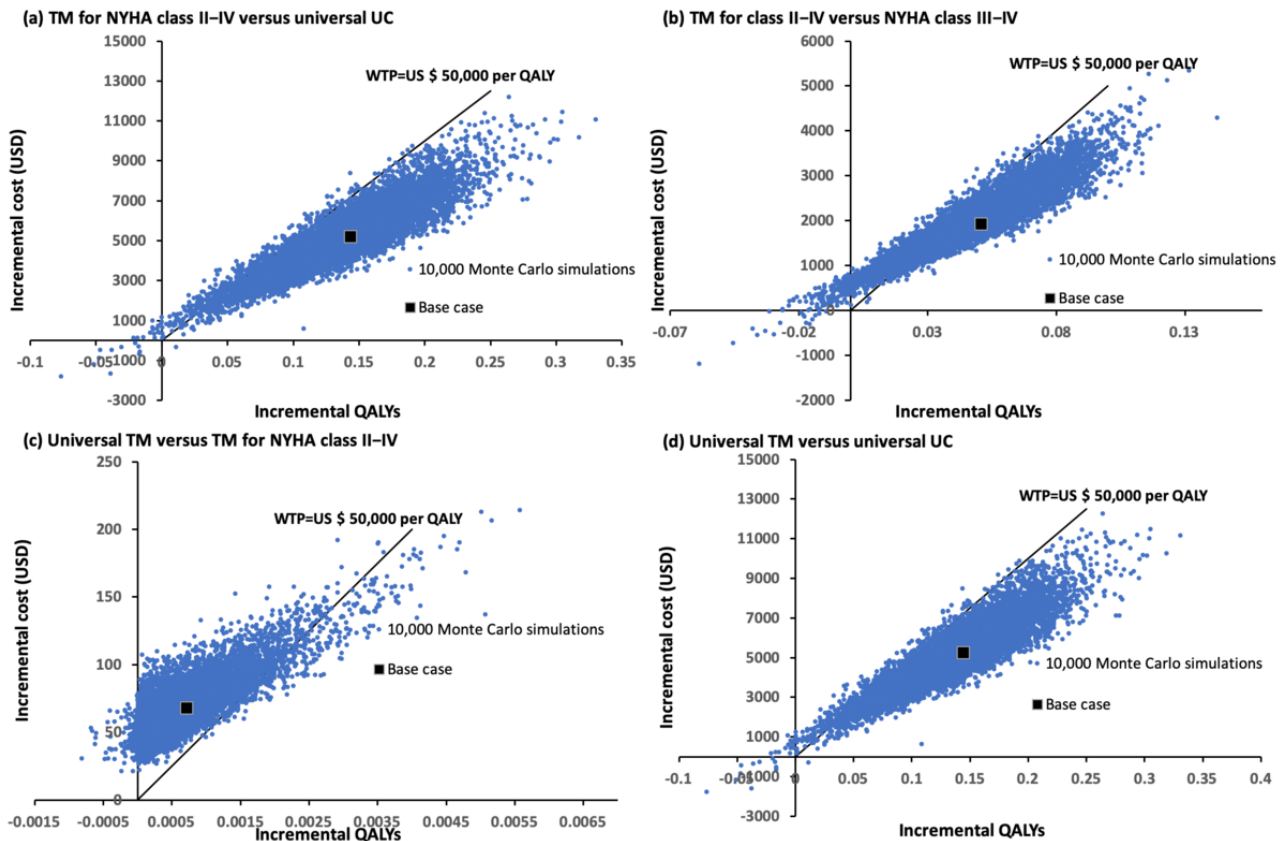 (a) TM for NYHA class II–IV versus universal UC
15000
13000
11000
9000
7000
5000
3000
1000
-1000
-3000
-0.1
-0.05
0
0.05
0.1
0.15
0.2
0.25
0.3
0.35
WTP=US $ 50,000 per QALY
10,000 Monte Carlo simulations
Base case
Incremental cost (USD)
Incremental QALYs
(b) TM for class II–IV versus NYHA class III–IV
6000
5000
4000
3000
2000
1000
0
-1000
-2000
-0.07
-0.02
0.03
0.08
0.13
WTP=US $ 50,000 per QALY
10,000 Monte Carlo simulations
Base case
Incremental cost (USD)
Incremental QALYs
(c) Universal TM versus TM for NYHA class II–IV
250
200
150
100
50
0
-0.0015
-0.0005
0.0005
0.0015
0.0025
0.0035
0.0045
0.0055
0.0065
WTP=US $ 50,000 per QALY
10,000 Monte Carlo simulations
Base case
Incremental cost (USD)
Incremental QALYs
(d) Universal TM versus universal UC
15000
13000
11000
9000
7000
5000
3000
1000
-1000
-3000
-0.1
-0.05
0
0.05
0.1
0.15
0.2
0.25
0.3
0.35
0.4
WTP=US $ 50,000 per QALY
10,000 Monte Carlo simulations
Base case
Incremental cost (USD)
Incremental QALYs